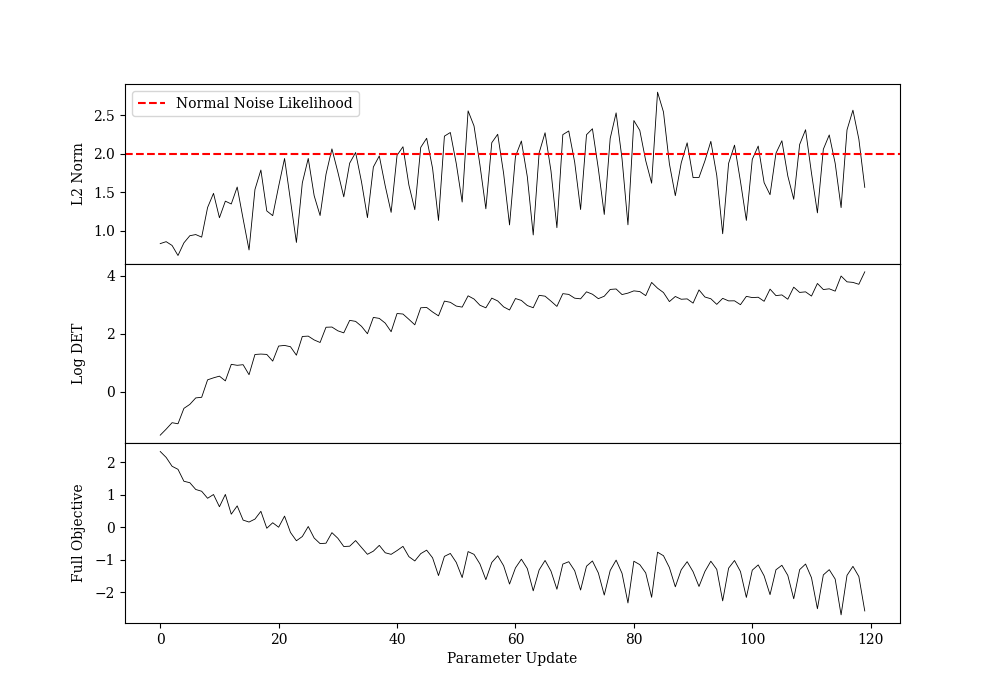 Normal Noise Likelihood
2.5
2.0
1.5
1.0
L2 Norm
4
2
0
Log DET
2
1
0
−1
−2
Full Objective
0 20 40 60 80 100 120
Parameter Update